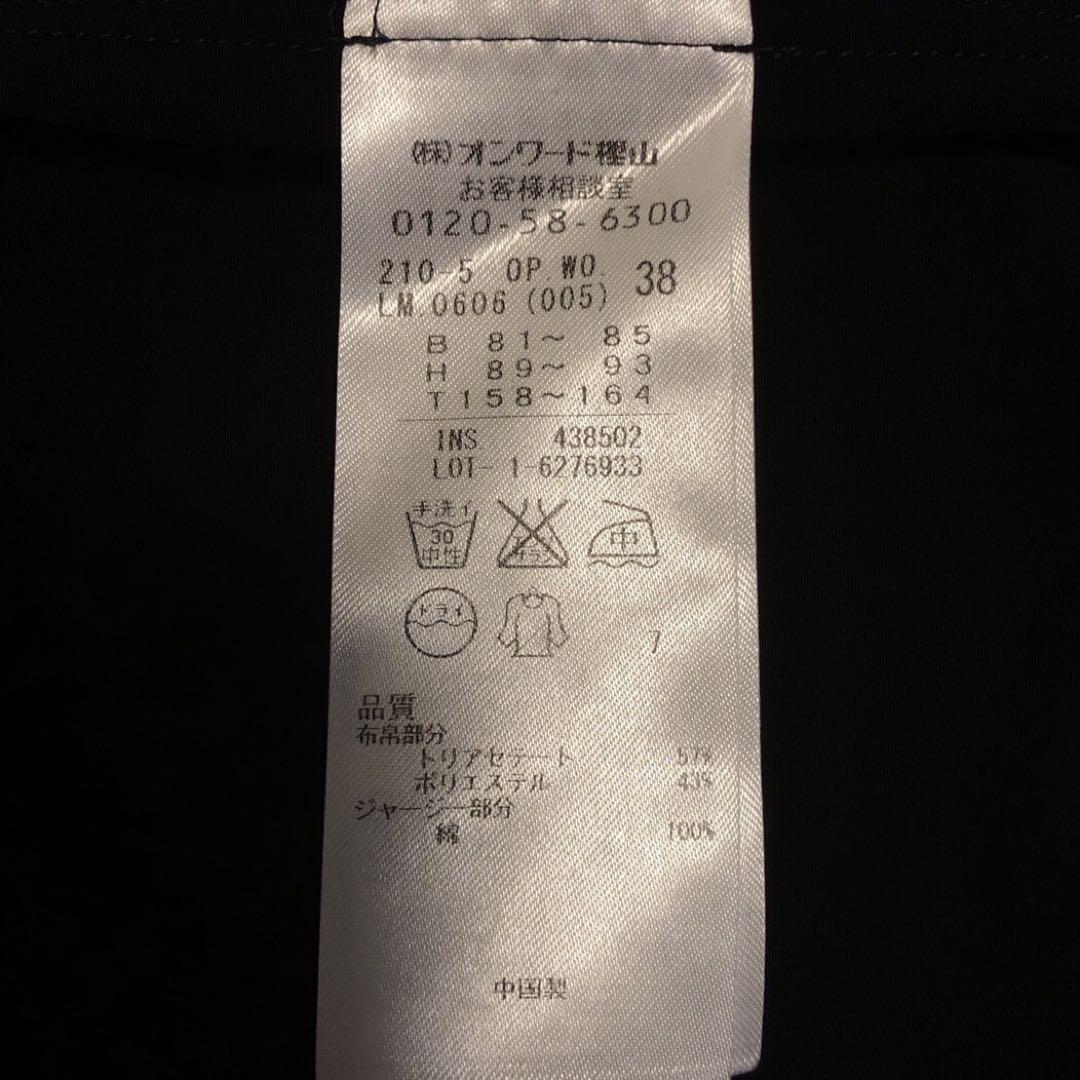 (株)オンワード樫山
お客様相談室
0120-58-6300
210-5 OP.WO. 38
LM.0606 (005)
B 81~ 85
H 89~ 93
T158~164
INS. 438502
LOT- 1-6276933
手洗イ
30
中性
中
ドライ
7
品質
布帛部分
トリアセテート 57%
ポリエステル 43%
ジャージー部分
綿 100%
中国製